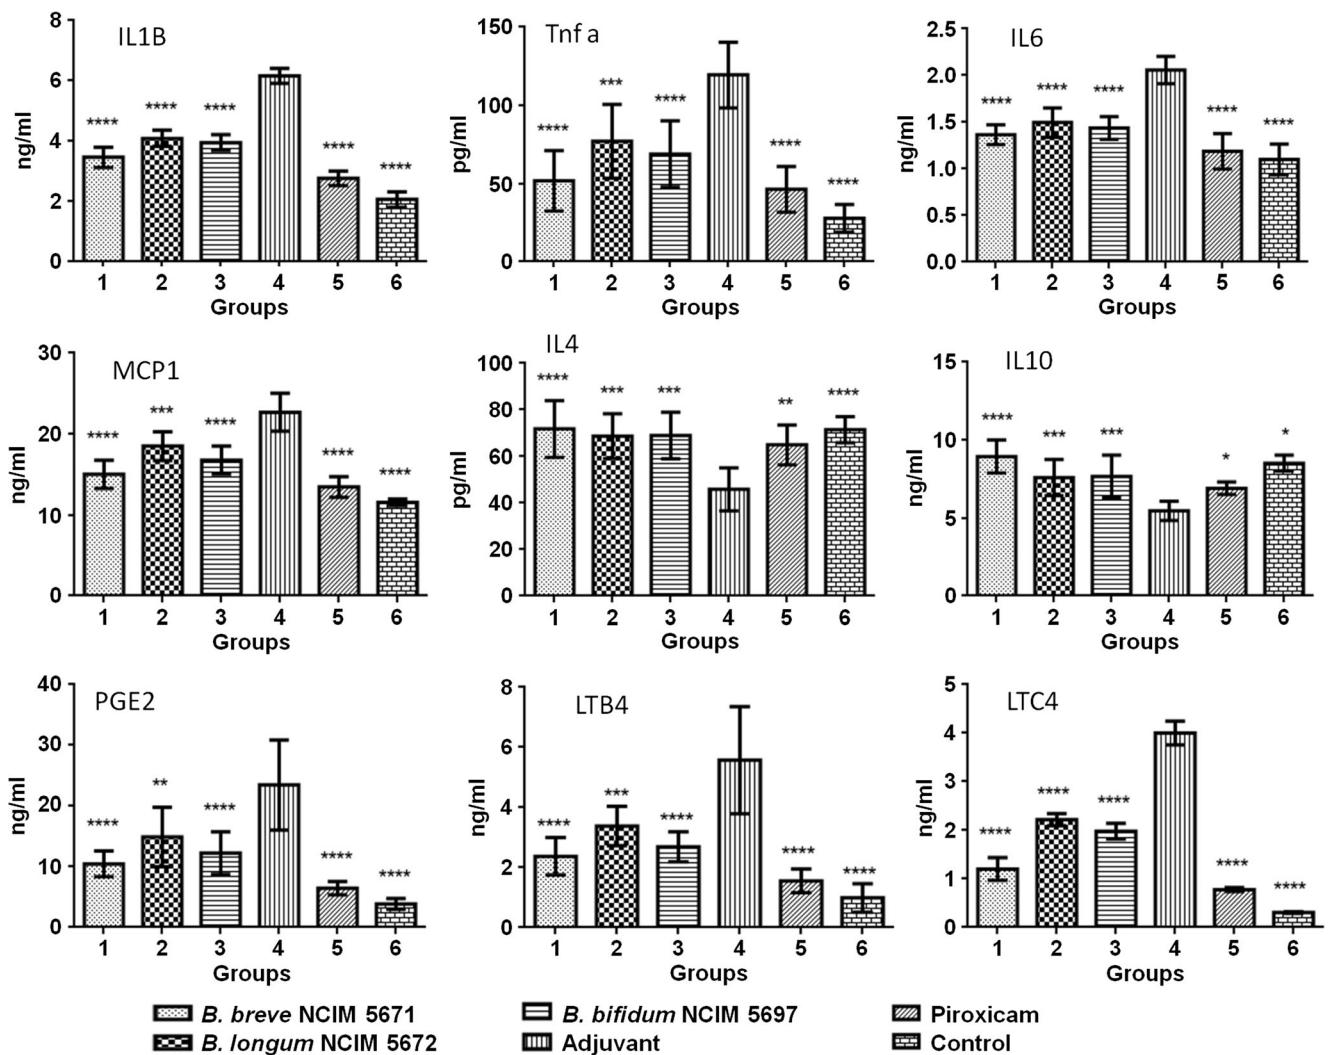 IL1B
8
6
4
2
0
ng/ml
****
****
****
****
****
1 2 3 4 5 6
Groups
Tnf a
150
100
50
0
pg/ml
****
***
****
****
****
1 2 3 4 5 6
Groups
IL6
2.5
2.0
1.5
1.0
0.5
0.0
ng/ml
****
****
****
****
****
1 2 3 4 5 6
Groups
MCP1
30
20
10
0
ng/ml
****
***
****
****
****
1 2 3 4 5 6
Groups
IL4
100
80
60
40
20
0
pg/ml
****
***
***
**
****
1 2 3 4 5 6
Groups
IL10
15
10
5
0
ng/ml
****
***
***
*
*
1 2 3 4 5 6
Groups
PGE2
40
30
20
10
0
ng/ml
****
**
****
****
****
1 2 3 4 5 6
Groups
LTB4
8
6
4
2
0
ng/ml
****
***
****
****
****
1 2 3 4 5 6
Groups
LTC4
5
4
3
2
1
0
ng/ml
****
****
****
****
****
1 2 3 4 5 6
Groups
B. breve NCIM 5671
B. bifidum NCIM 5697
Piroxicam
B. longum NCIM 5672
Adjuvant
Control